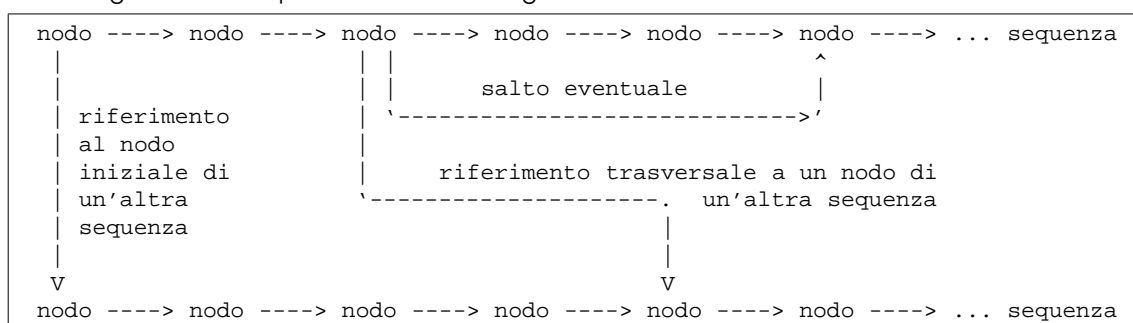 nodo ----> nodo ----> nodo ----> nodo ----> nodo ----> nodo ----> ... sequenza
salto eventuale
riferimento
al nodo
iniziale di riferimento trasversale a un nodo di
un'altra un'altra sequenza
sequenza
nodo ----> nodo ----> nodo ----> nodo ----> nodo ----> nodo ----> ... sequenza